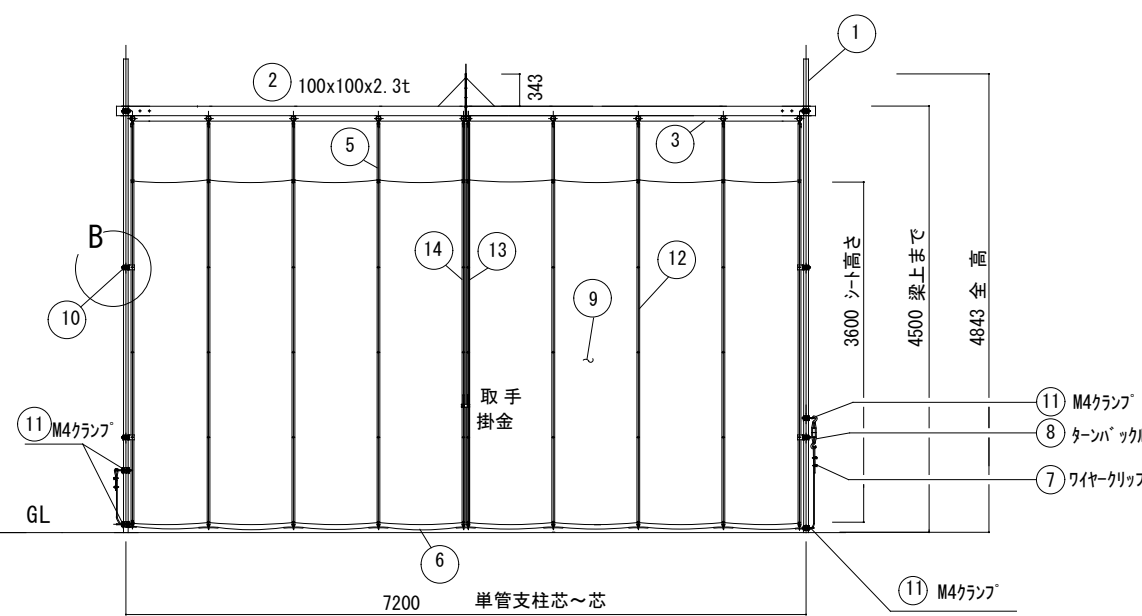 1
2 100x100x2.3t
343
3
5
B
14
13
12
9
10
3600 ｼｰﾄ高さ
4500 梁上まで
4843 全 高
取 手
掛金
11 M4ｸﾗﾝﾌﾟ
11 M4ｸﾗﾝﾌﾟ
8 ﾀｰﾝﾊﾞｯｸﾙ
7 ﾜｲﾔｰｸﾘｯﾌﾟ
GL
6
11 M4ｸﾗﾝﾌﾟ
7200 単管支柱芯～芯